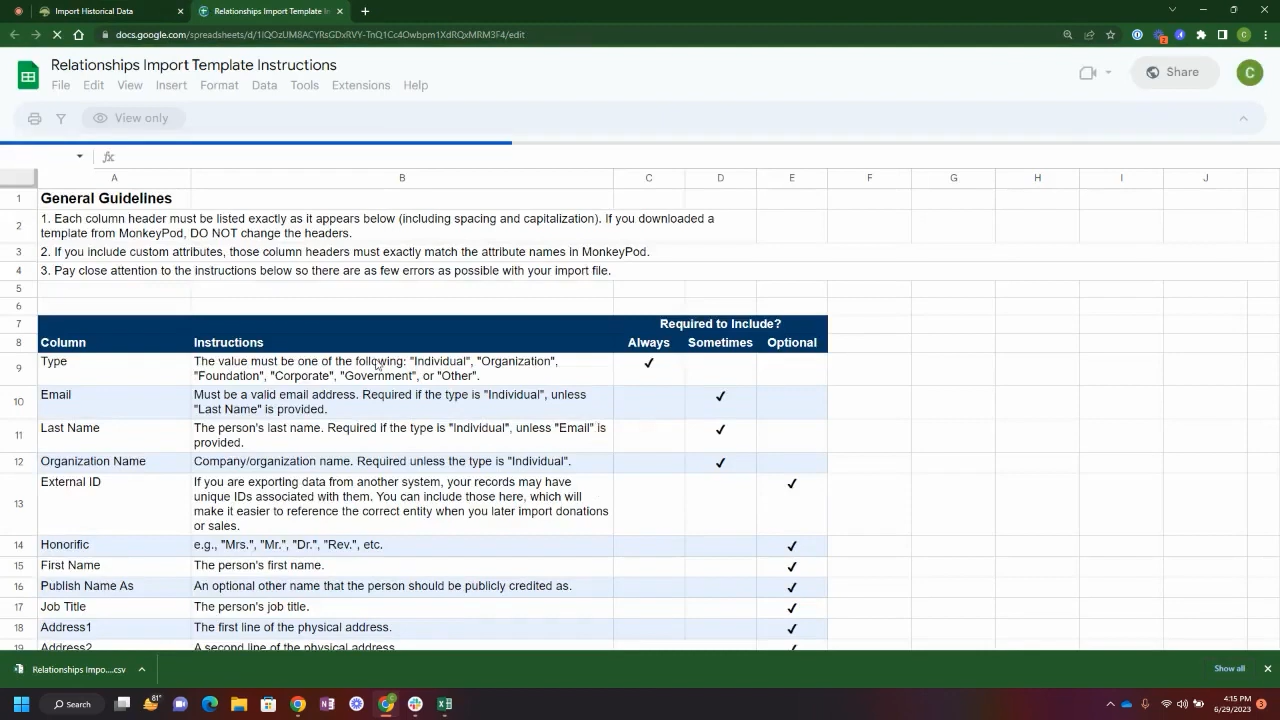 Import Historical Data
Relationships Import Template I
docs.google.com/spreadsheets/d/1IQOzUM8ACYRsGDxRVY-TnQ1Cc4Owbpm1XdRQxMRM3F4/edit
Relationships Import Template Instructions
File Edit View Insert Format Data Tools Extensions Help
Share
C
View only
fx
A B C D E F G H I J
1 General Guidelines
2 1. Each column header must be listed exactly as it appears below (including spacing and capitalization). If you downloaded a
template from MonkeyPod, DO NOT change the headers.
3 2. If you include custom attributes, those column headers must exactly match the attribute names in MonkeyPod.
4 3. Pay close attention to the instructions below so there are as few errors as possible with your import file.
5
6
7 Required to Include?
8 Column Instructions Always Sometimes Optional
9 Type The value must be one of the following: "Individual", "Organization", ✓
"Foundation", "Corporate", "Government", or "Other".
10 Email Must be a valid email address. Required if the type is "Individual", unless ✓
"Last Name" is provided.
11 Last Name The person's last name. Required if the type is "Individual", unless "Email" is ✓
provided.
12 Organization Name Company/organization name. Required unless the type is "Individual". ✓
13 External ID If you are exporting data from another system, your records may have ✓
unique IDs associated with them. You can include those here, which will
make it easier to reference the correct entity when you later import donations
or sales.
14 Honorific e.g., "Mrs.", "Mr.", "Dr.", "Rev.", etc. ✓
15 First Name The person's first name. ✓
16 Publish Name As An optional other name that the person should be publicly credited as. ✓
17 Job Title The person's job title. ✓
18 Address1 The first line of the physical address. ✓
19 Address2 A second line of the physical address
Relationships Impo....csv
Show all
Search
81°
4:15 PM
6/29/2023